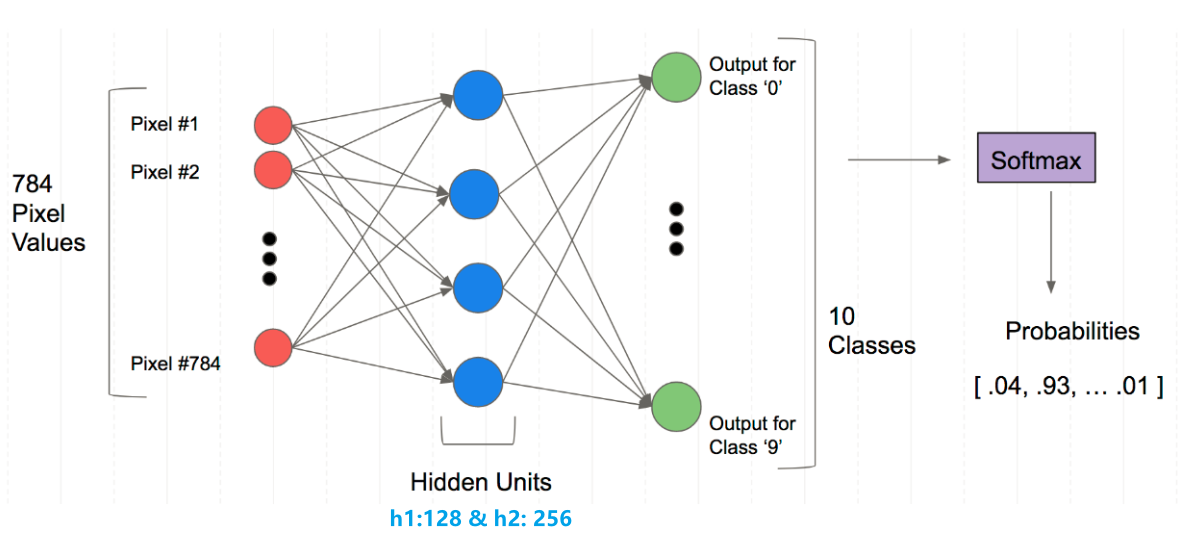 784
Pixel
Values
Pixel #1
Pixel #2
Pixel #784
Hidden Units
h1:128 & h2: 256
Output for
Class ‘0’
Output for
Class ‘9’
10
Classes
Softmax
Probabilities
[ .04, .93, ... .01 ]